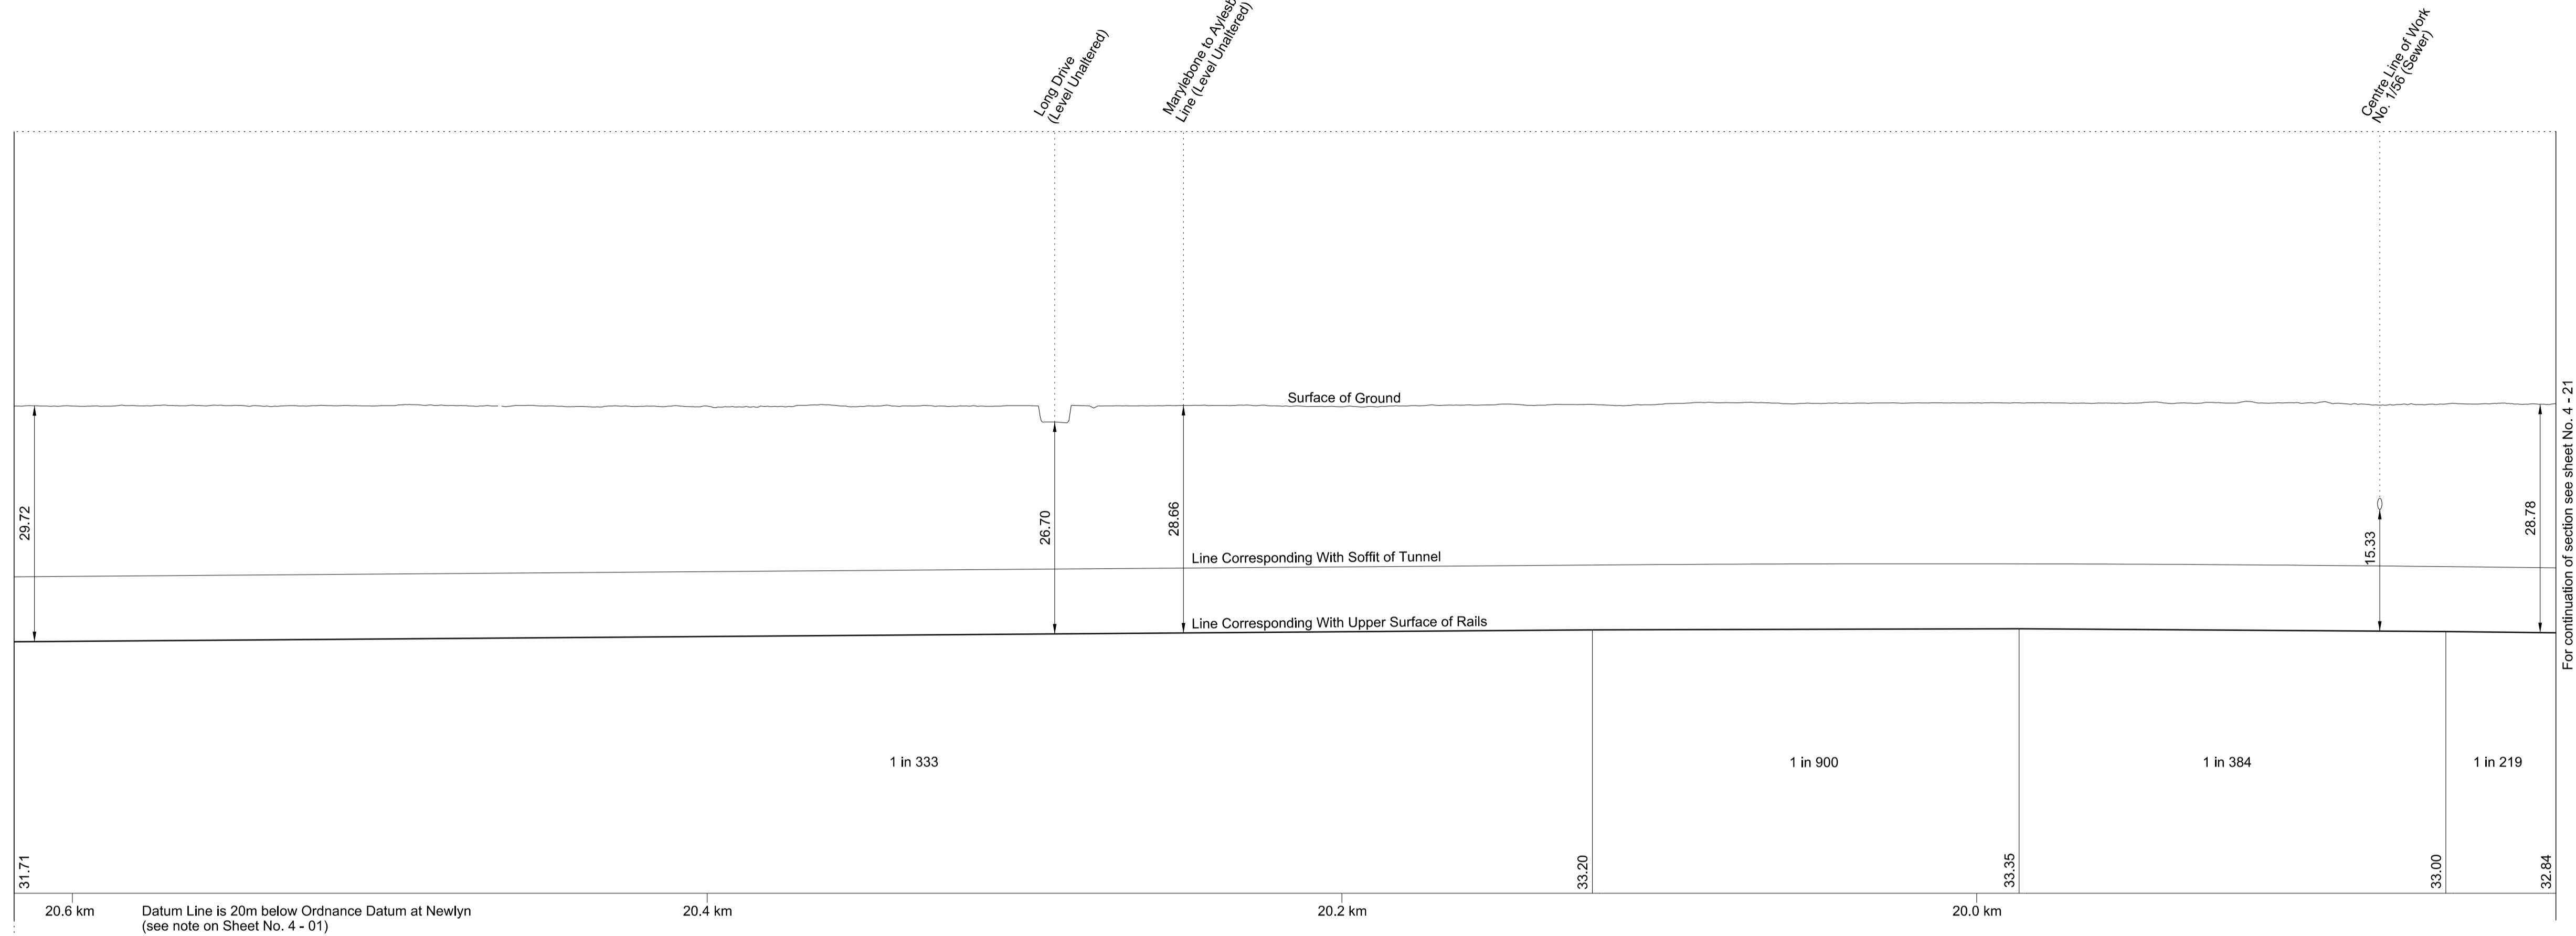 Long Drive
(Level Unaltered)
Marylebone to
Line (Level Unaltered)
Centre Line of Work
No. 1/56 (Sewer)
Surface of Ground
29.72
26.70
28.66
15.33
28.78
Line Corresponding With Soffit of Tunnel
Line Corresponding With Upper Surface of Rails
For continuation of section see sheet No. 4 - 21
1 in 333
1 in 900
1 in 384
1 in 219
31.71
33.20
33.35
33.00
32.84
20.6 km
20.4 km
20.2 km
20.0 km
Datum Line is 20m below Ordnance Datum at Newlyn
(see note on Sheet No. 4 - 01)